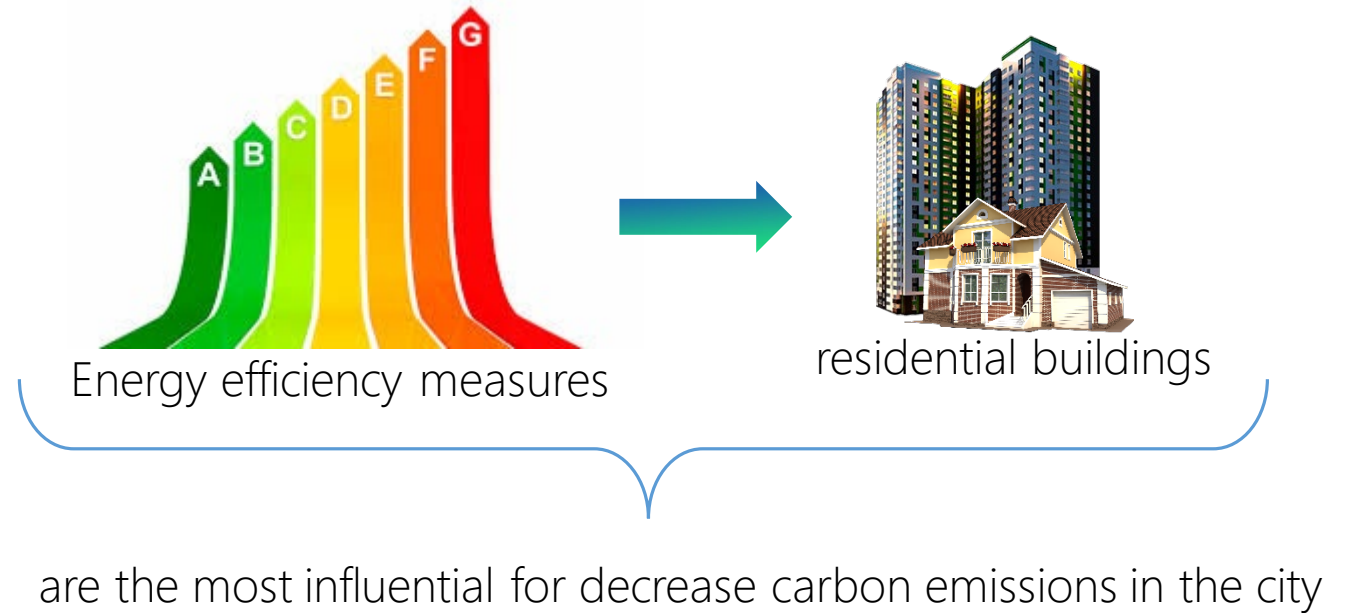 A
B
C
D
E
F
G
Energy efficiency measures
residential buildings
are the most influential for decrease carbon emissions in the city